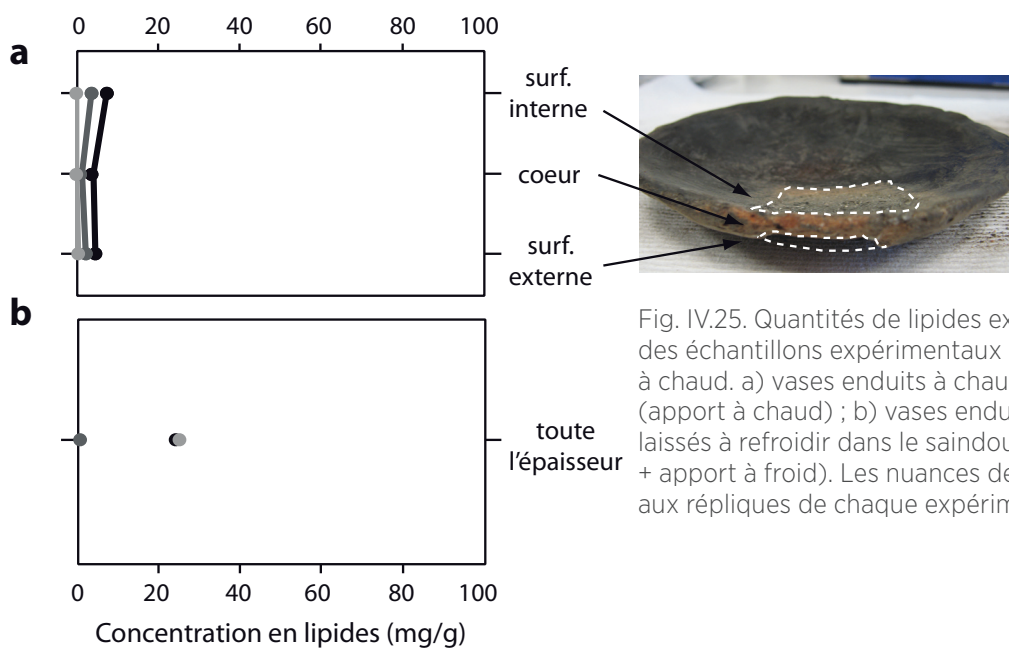 0 20 40 60 80 100
a
surf.
interne
coeur
surf.
externe
b
toute
l'épaisseur
0 20 40 60 80 100
Concentration en lipides (mg/g)
Fig. IV.25. Quantités de lipides ex
des échantillons expérimentaux
à chaud. a) vases enduits à chau
(apport à chaud) ; b) vases endu
laissés à refroidir dans le saindou
+ apport à froid). Les nuances de
aux répliques de chaque expérim